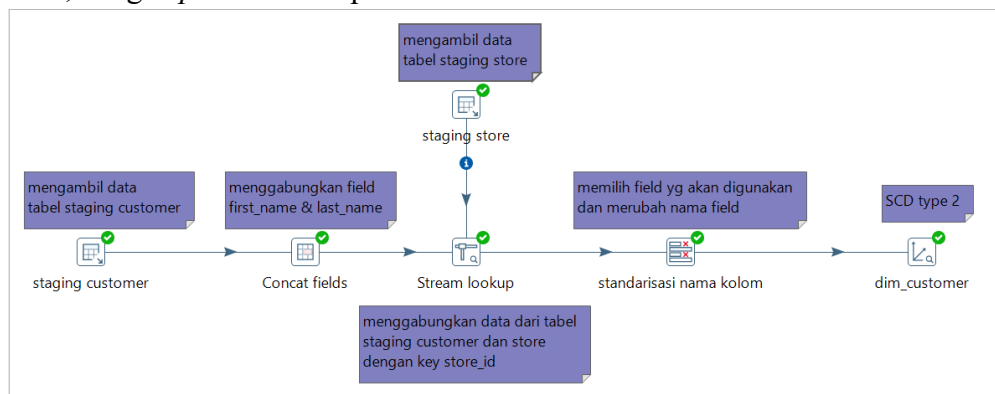 mengambil data
tabel staging store
staging store
mengambil data
tabel staging customer
menggabungkan field
first_name & last_name
memilih field yg akan digunakan
dan merubah nama field
SCD type 2
staging customer
Concat fields
Stream lookup
standarisasi nama kolom
dim_customer
menggabungkan data dari tabel
staging customer dan store
dengan key store_id